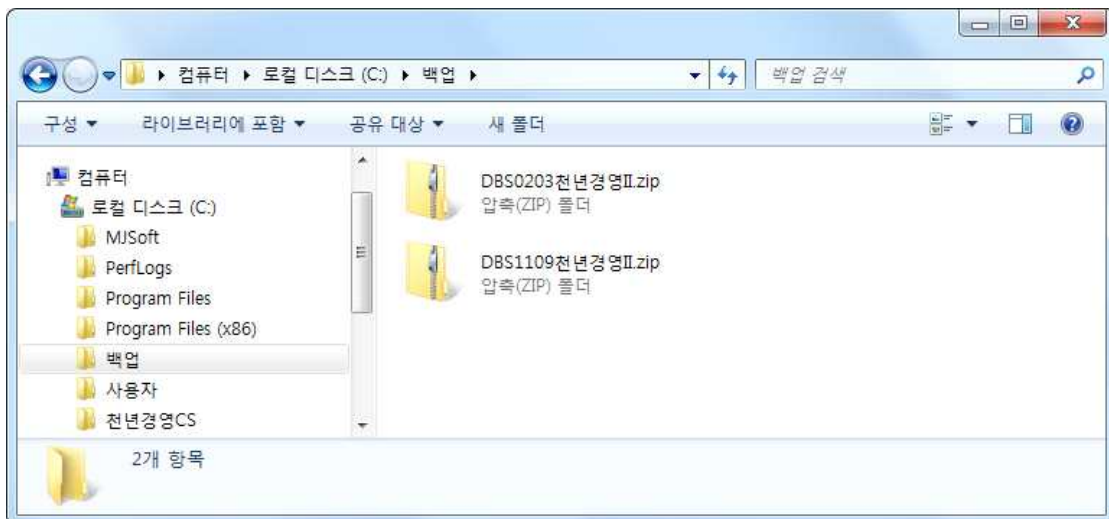 컴퓨터 ▸ 로컬 디스크 (C:) ▸ 백업 ▸
백업 검색
구성 ▾ 라이브러리에 포함 ▾ 공유 대상 ▾ 새 폴더
컴퓨터
로컬 디스크 (C:)
MJSoft
PerfLogs
Program Files
Program Files (x86)
백업
사용자
천년경영CS
DBS0203천년경영II.zip
압축(ZIP) 폴더
DBS1109천년경영II.zip
압축(ZIP) 폴더
2개 항목